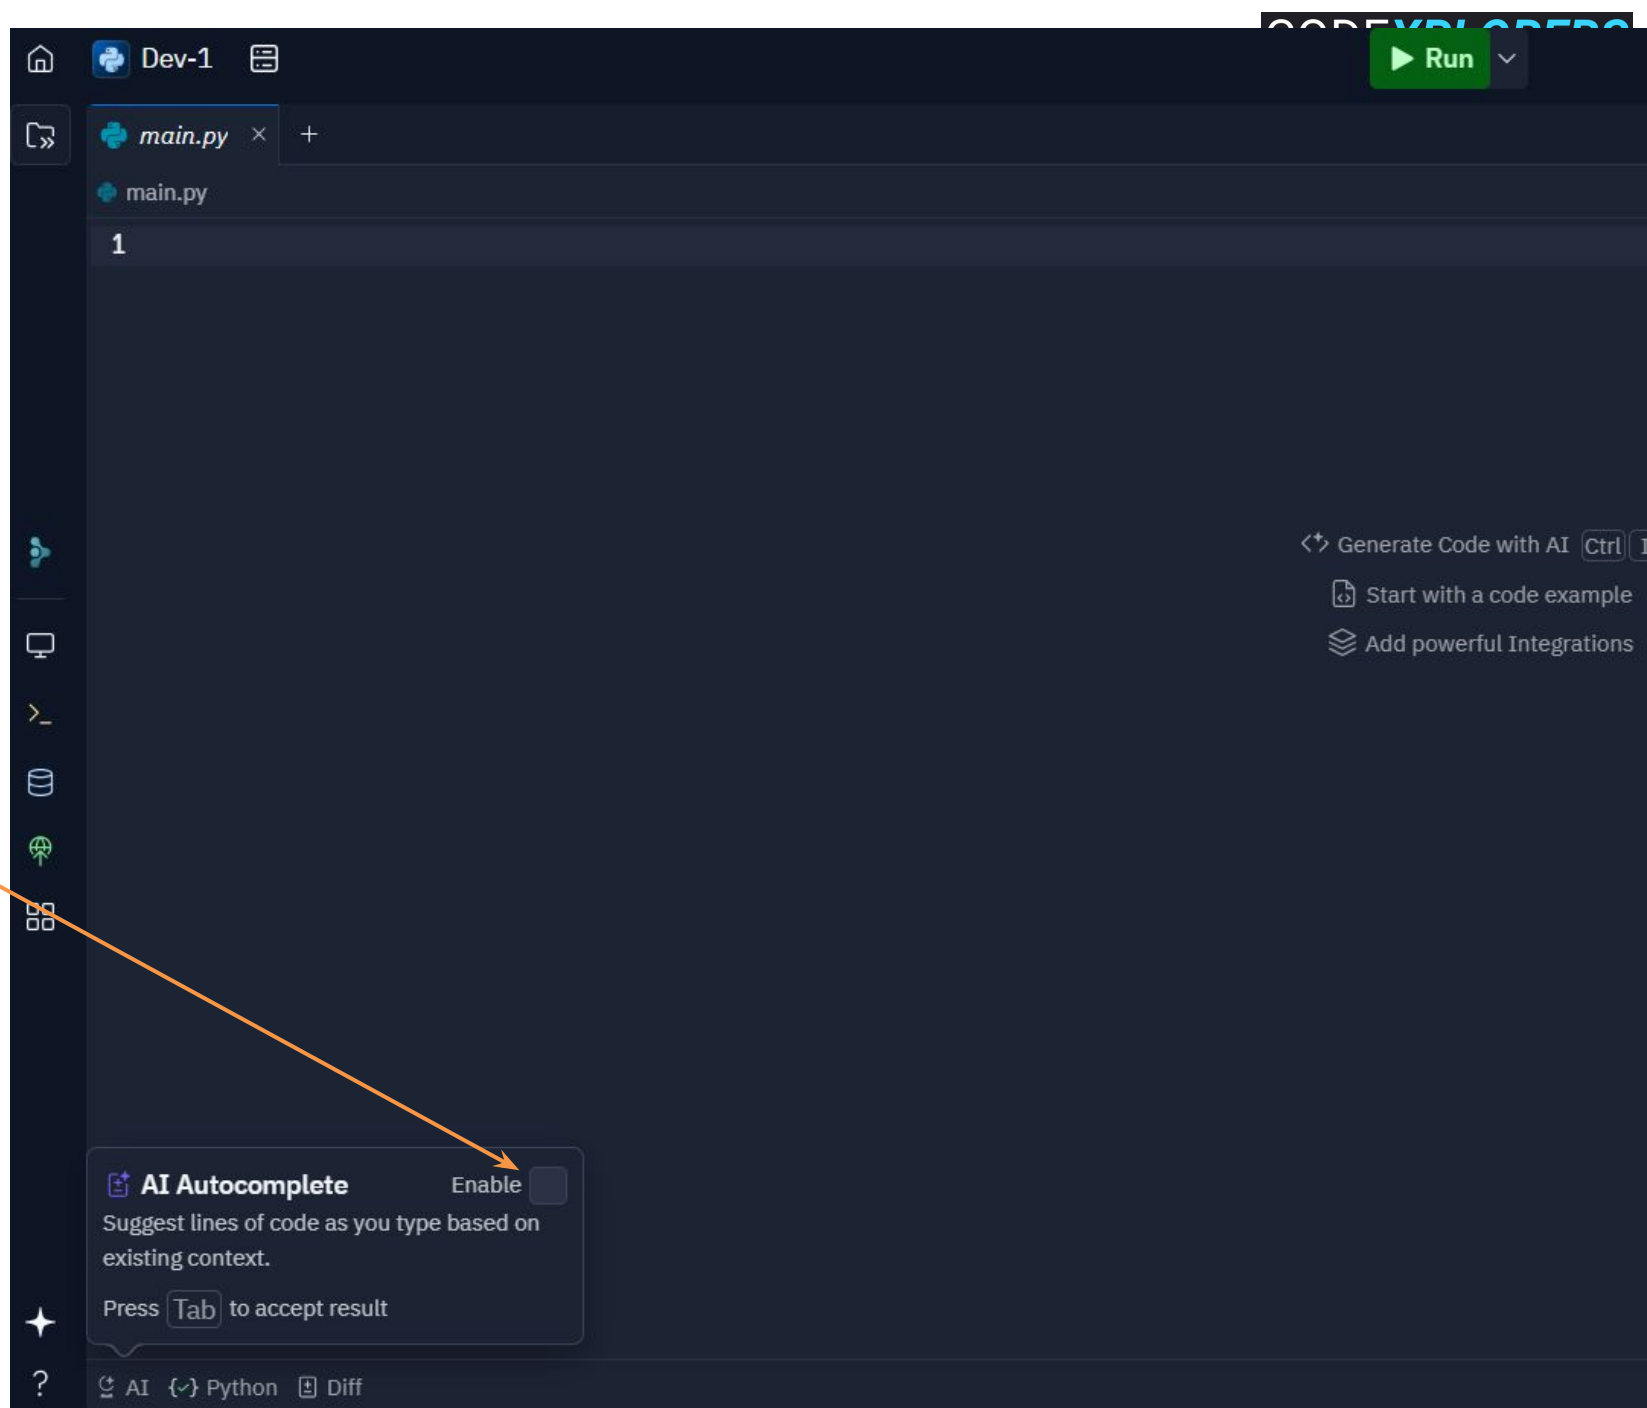 CODEXPLORERS
Dev-1
Run
main.py
main.py
1
Generate Code with AI Ctrl I
Start with a code example
Add powerful Integrations
AI Autocomplete Enable
Suggest lines of code as you type based on
existing context.
Press Tab to accept result
? AI Python Diff